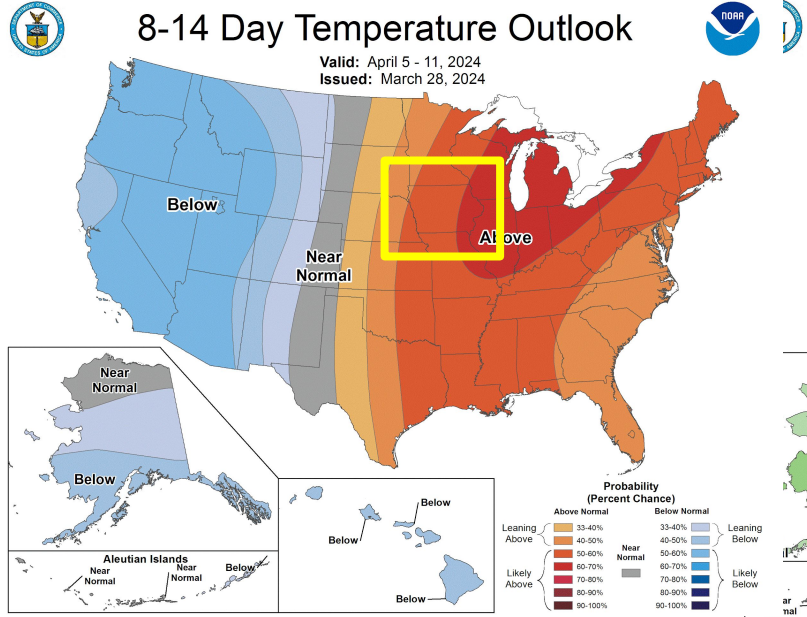 8-14 Day Temperature Outlook
NOAA
Valid: April 5 - 11, 2024
Issued: March 28, 2024
Below
Near
Normal
Above
Near
Normal
Below
Aleutian Islands
Near
Normal
Near
Normal
Below
Below
Below
Below
Probability
(Percent Chance)
Above Normal
Below Normal
Leaning
Above
33-40%
40-50%
Likely
Above
50-60%
60-70%
70-80%
80-90%
90-100%
Near
Normal
33-40%
40-50%
Leaning
Below
50-60%
60-70%
70-80%
80-90%
90-100%
Likely
Below